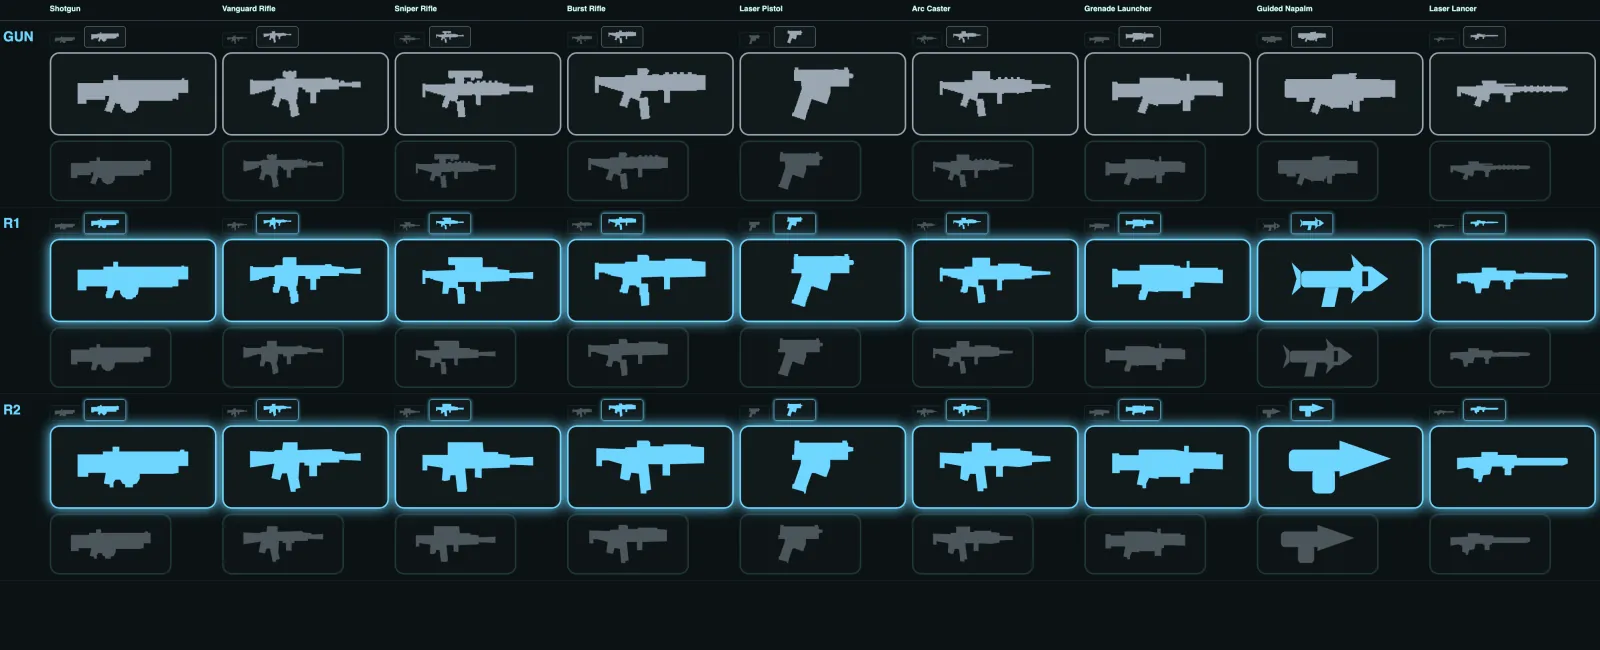 Shotgun Vanguard Rifle Sniper Rifle Burst Rifle Laser Pistol Arc Caster Grenade Launcher Guided Napalm Laser Lancer
GUN
R1
R2